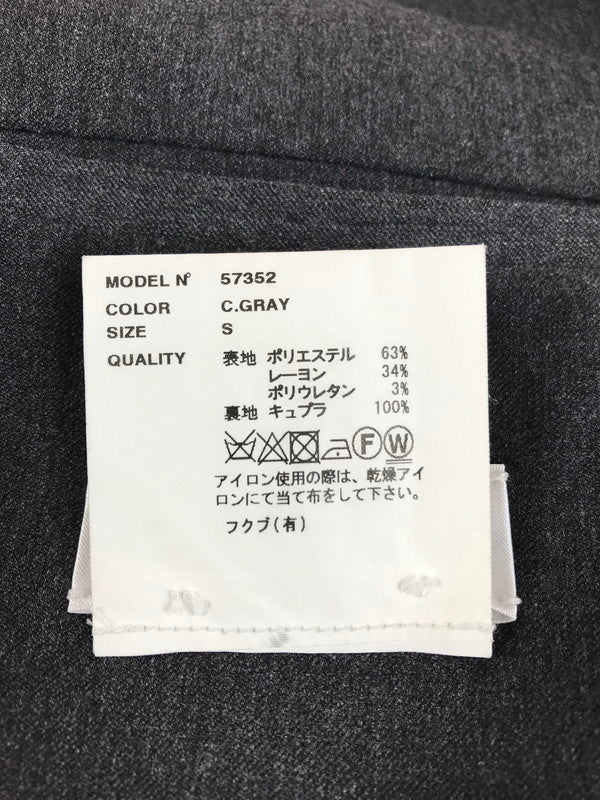 MODEL Nº 57352
COLOR C.GRAY
SIZE S
QUALITY 表地 ポリエステル 63%
レーヨン 34%
ポリウレタン 3%
裏地 キュプラ 100%
F W
アイロン使用の際は、乾燥アイ
ロンにて当て布をして下さい。
フクブ(有)